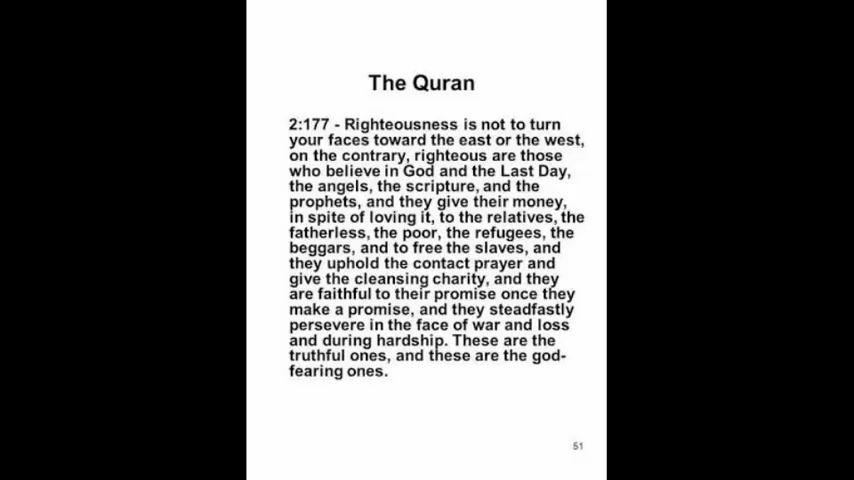 The Quran
2:177 - Righteousness is not to turn
your faces toward the east or the west,
on the contrary, righteous are those
who believe in God and the Last Day,
the angels, the scripture, and the
prophets, and they give their money,
in spite of loving it, to the relatives, the
fatherless, the poor, the refugees, the
beggars, and to free the slaves, and
they uphold the contact prayer and
give the cleansing charity, and they
are faithful to their promise once they
make a promise, and they steadfastly
persevere in the face of war and loss
and during hardship. These are the
truthful ones, and these are the god-
fearing ones.
51